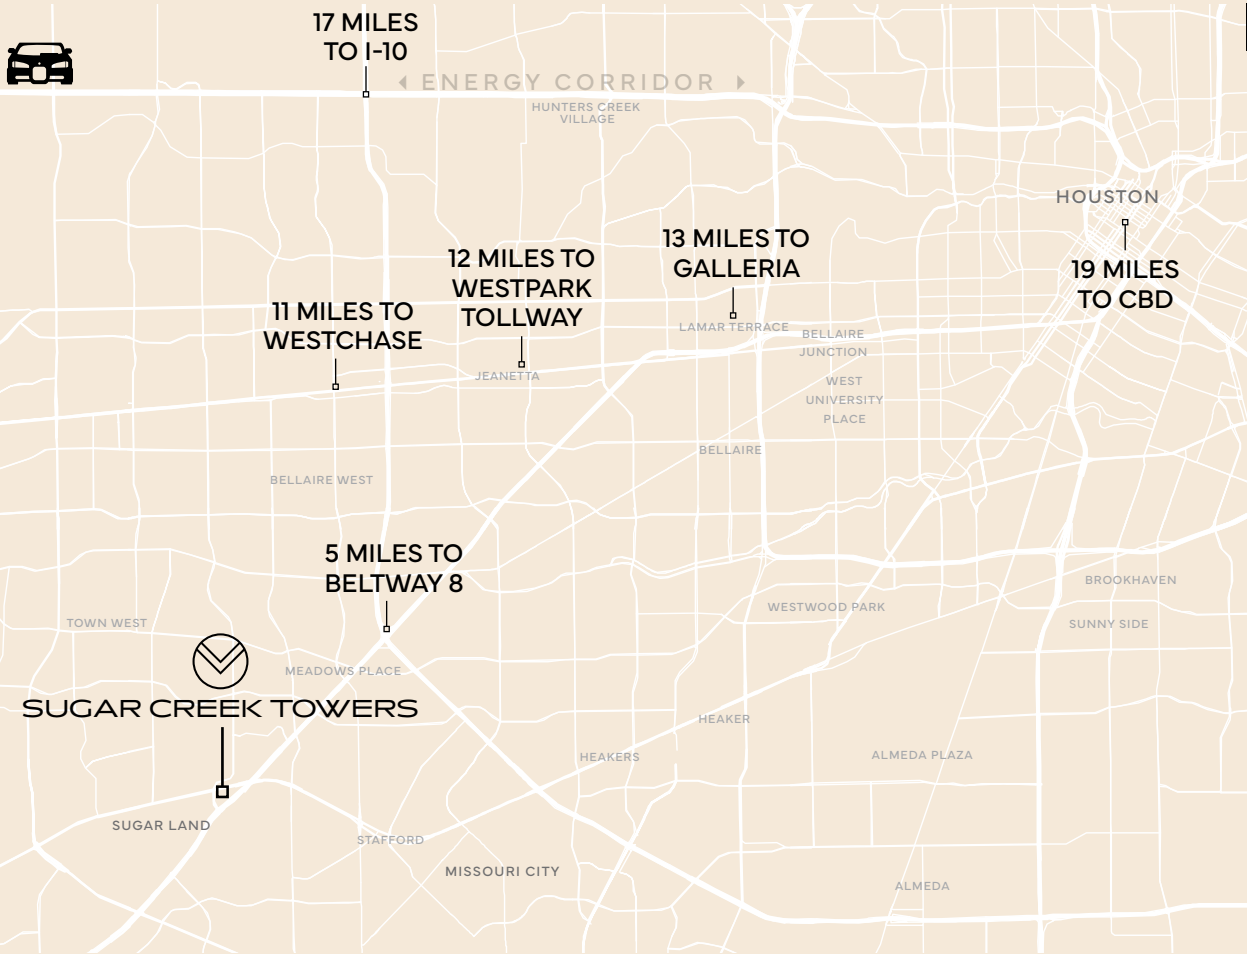 17 MILES
TO I-10
ENERGY CORRIDOR
HUNTERS CREEK
VILLAGE
HOUSTON
19 MILES
TO CBD
13 MILES TO
GALLERIA
12 MILES TO
WESTPARK
TOLLWAY
11 MILES TO
WESTCHASE
LAMAR TERRACE
BELLAIRE
JUNCTION
JEANETTA
WEST
UNIVERSITY
PLACE
BELLAIRE
BELLAIRE WEST
5 MILES TO
BELTWAY 8
BROOKHAVEN
WESTWOOD PARK
TOWN WEST
SUNNY SIDE
MEADOWS PLACE
SUGAR CREEK TOWERS
HEAKER
HEAKERS
ALMEDA PLAZA
SUGAR LAND
STAFFORD
MISSOURI CITY
ALMEDA